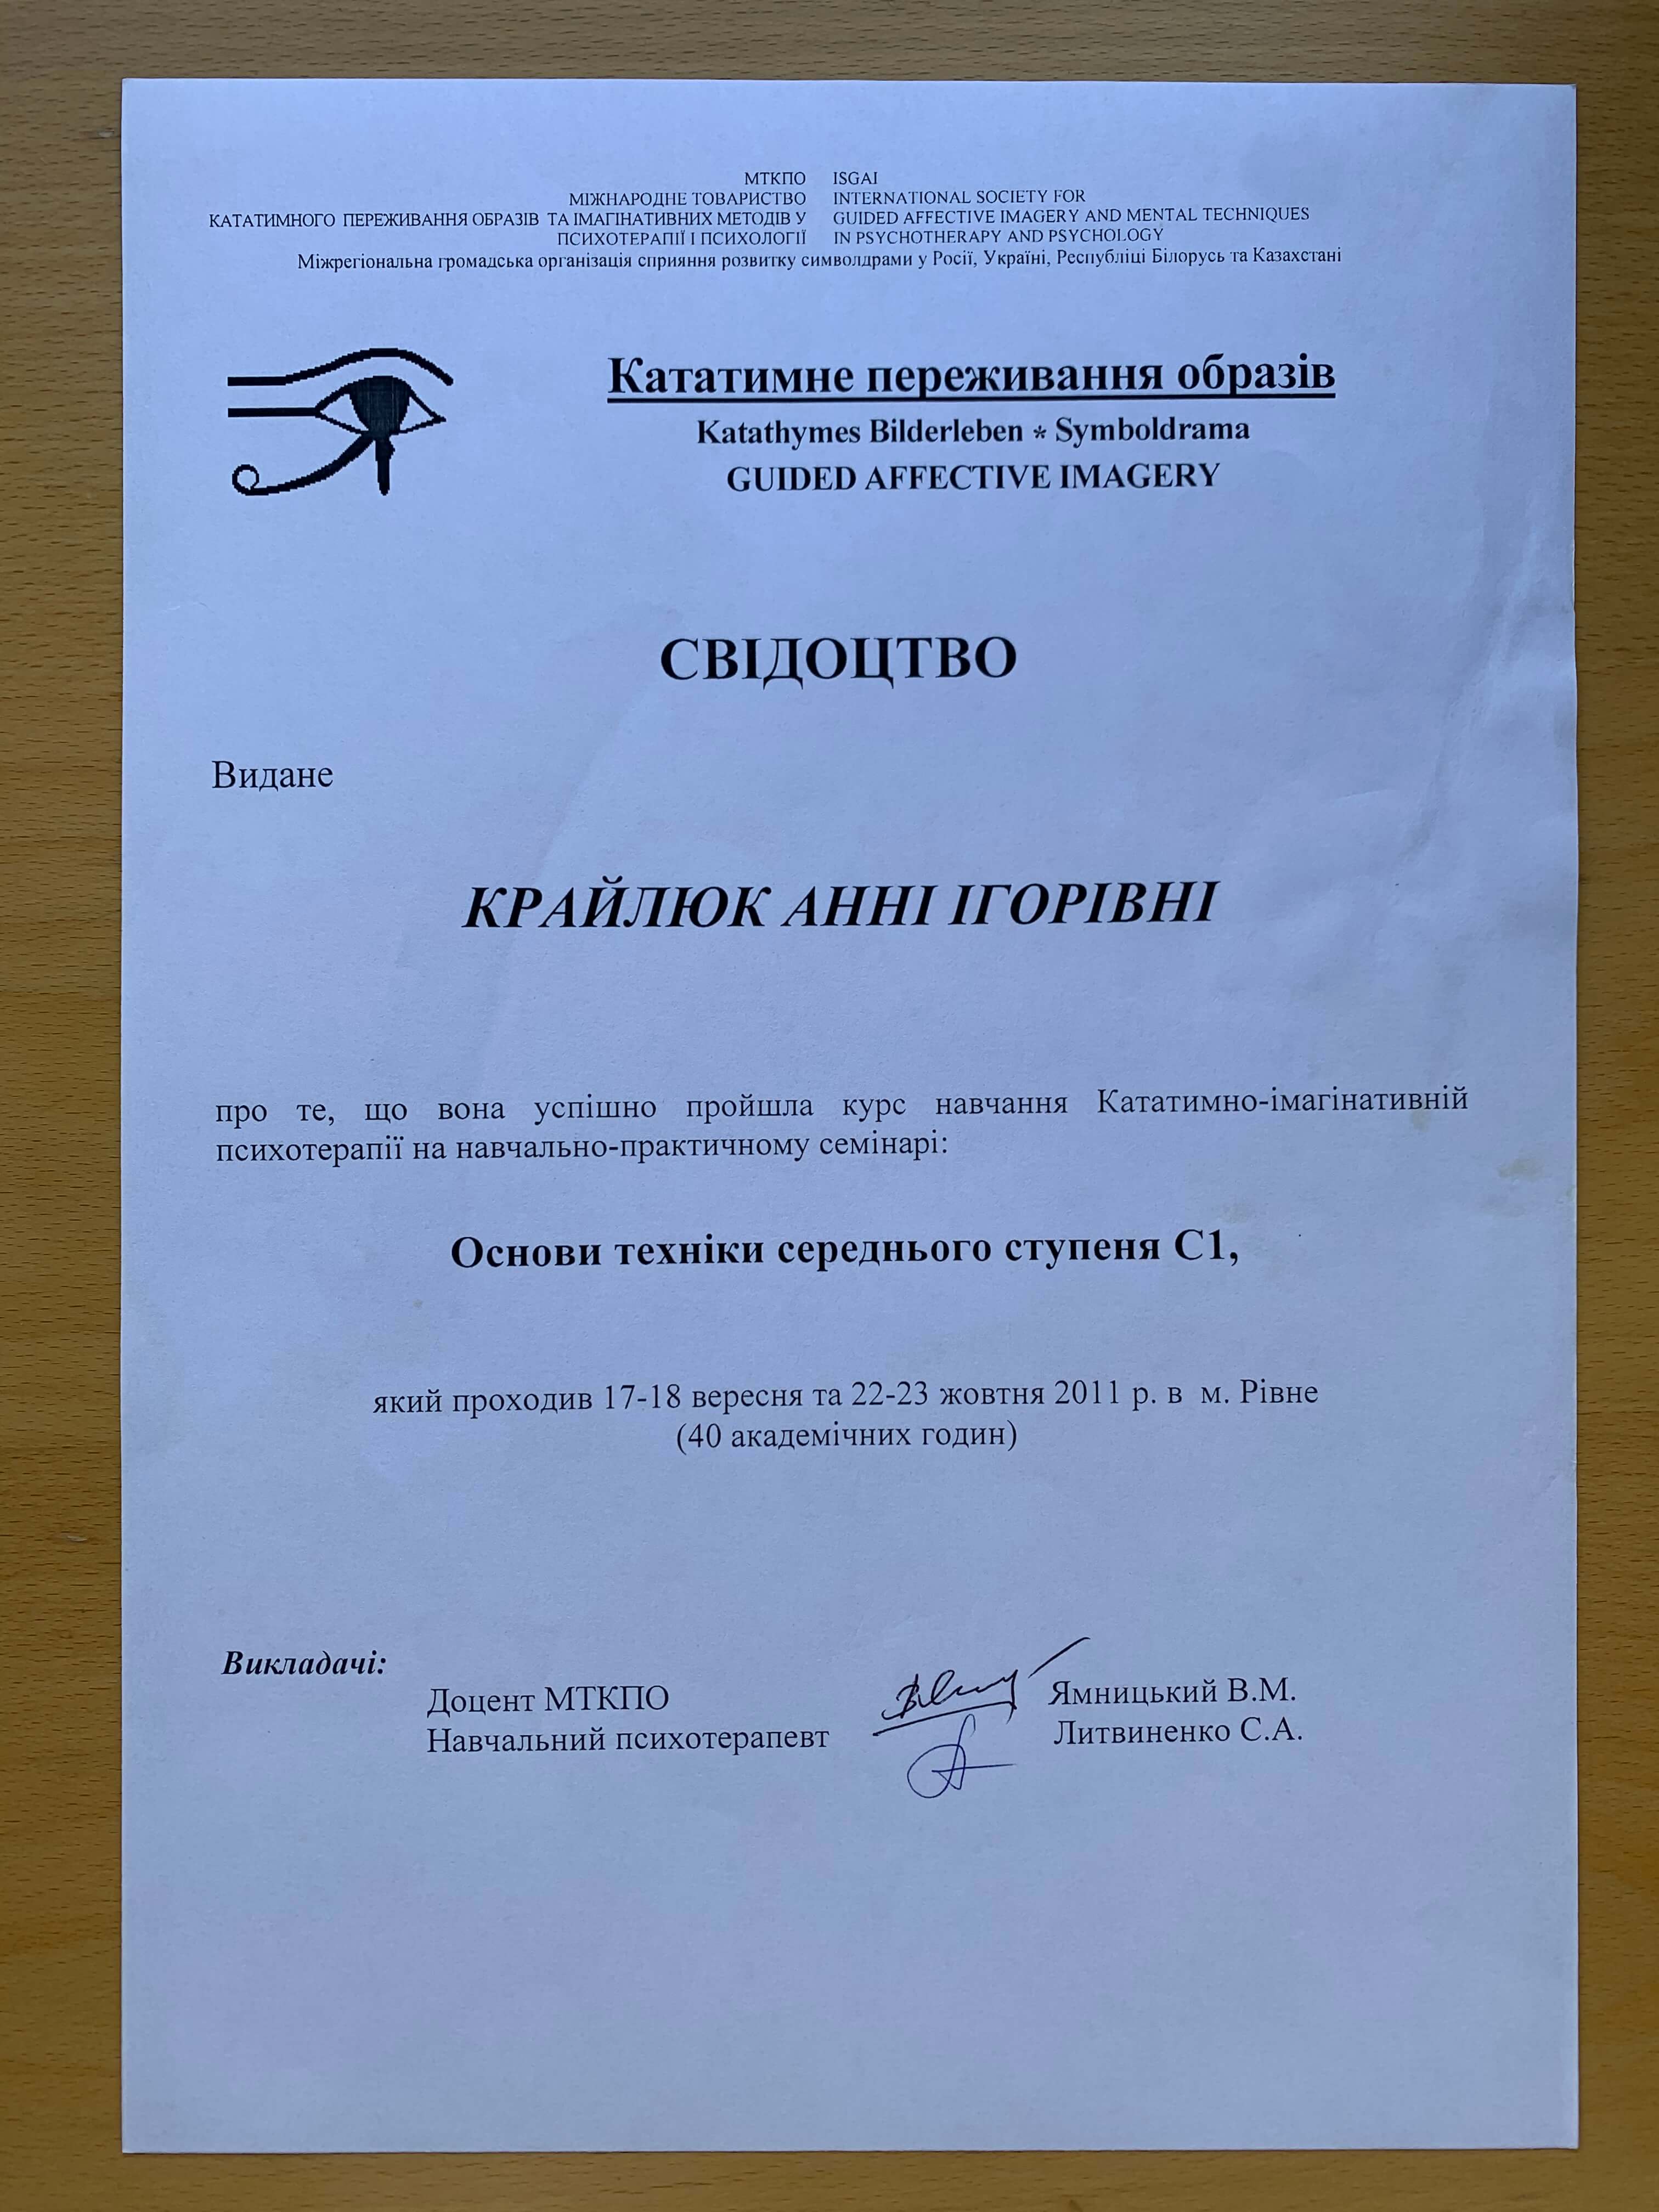 МТКПО ISGAI
МІЖНАРОДНЕ ТОВАРИСТВО INTERNATIONAL SOCIETY FOR
КАТАТИМНОГО ПЕРЕЖИВАННЯ ОБРАЗІВ ТА ІМАГІНАТИВНИХ МЕТОДІВ У GUIDED AFFECTIVE IMAGERY AND MENTAL TECHNIQUES
ПСИХОТЕРАПІЇ І ПСИХОЛОГІЇ IN PSYCHOTHERAPY AND PSYCHOLOGY
Міжрегіональна громадська організація сприяння розвитку символдрами у Росії, Україні, Республіці Білорусь та Казахстані
Кататимне переживання образів
Katathymes Bilderleben * Symboldrama
GUIDED AFFECTIVE IMAGERY
СВІДОЦТВО
Видане
КРАЙЛЮК АННІ ІГОРІВНІ
про те, що вона успішно пройшла курс навчання Кататимно-імагінативній
психотерапії на навчально-практичному семінарі:
Основи техніки середнього ступеня С1,
який проходив 17-18 вересня та 22-23 жовтня 2011 р. в м. Рівне
(40 академічних годин)
Викладачі:
Доцент МТКПО Ямницький В.М.
Навчальний психотерапевт Литвиненко С.А.